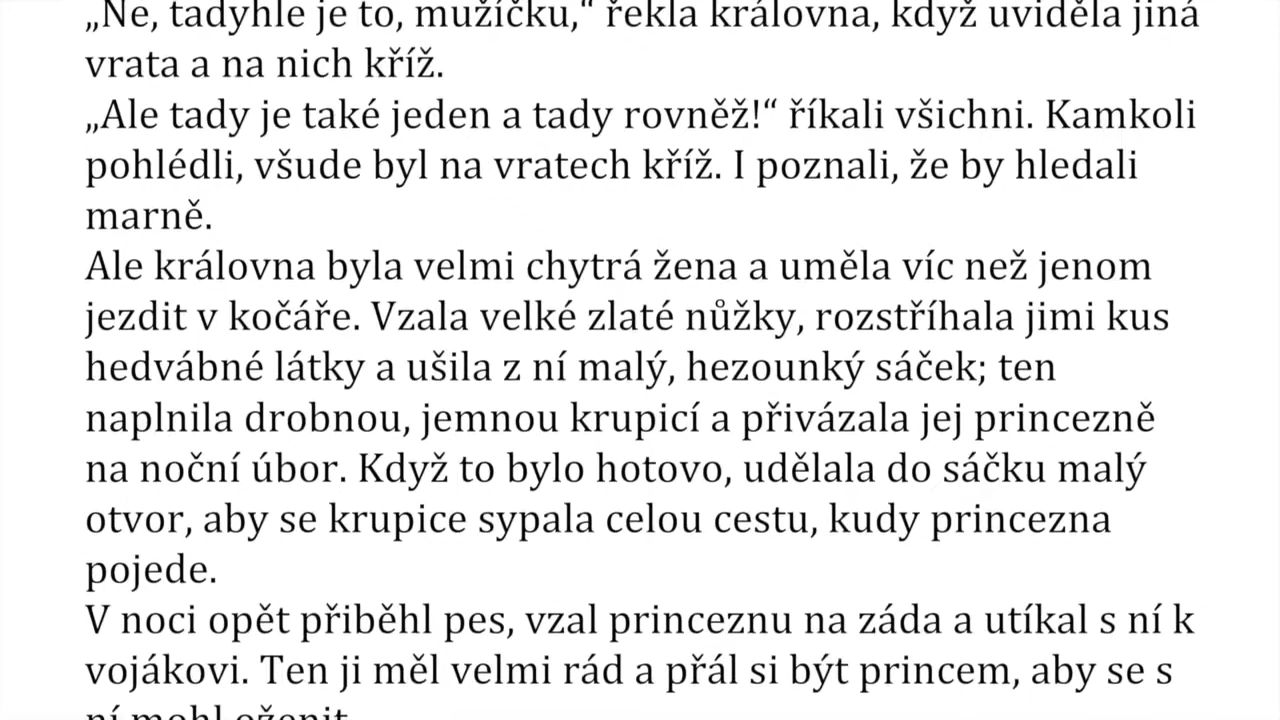 „Ne, tadyhle je to, mužíčku,“ řekla královna, když uviděla jiná
vrata a na nich kříž.
„Ale tady je také jeden a tady rovněž!“ říkali všichni. Kamkoli
pohlédli, všude byl na vratech kříž. I poznali, že by hledali
marně.
Ale královna byla velmi chytrá žena a uměla víc než jenom
jezdit v kočáře. Vzala velké zlaté nůžky, rozstříhala jimi kus
hedvábné látky a ušila z ní malý, hezounký sáček; ten
naplnila drobnou, jemnou krupicí a přivázala jej princezně
na noční úbor. Když to bylo hotovo, udělala do sáčku malý
otvor, aby se krupice sypala celou cestu, kudy princezna
pojede.
V noci opět přiběhl pes, vzal princeznu na záda a utíkal s ní k
vojákovi. Ten ji měl velmi rád a přál si být princem, aby se s
ní mohl oženit.